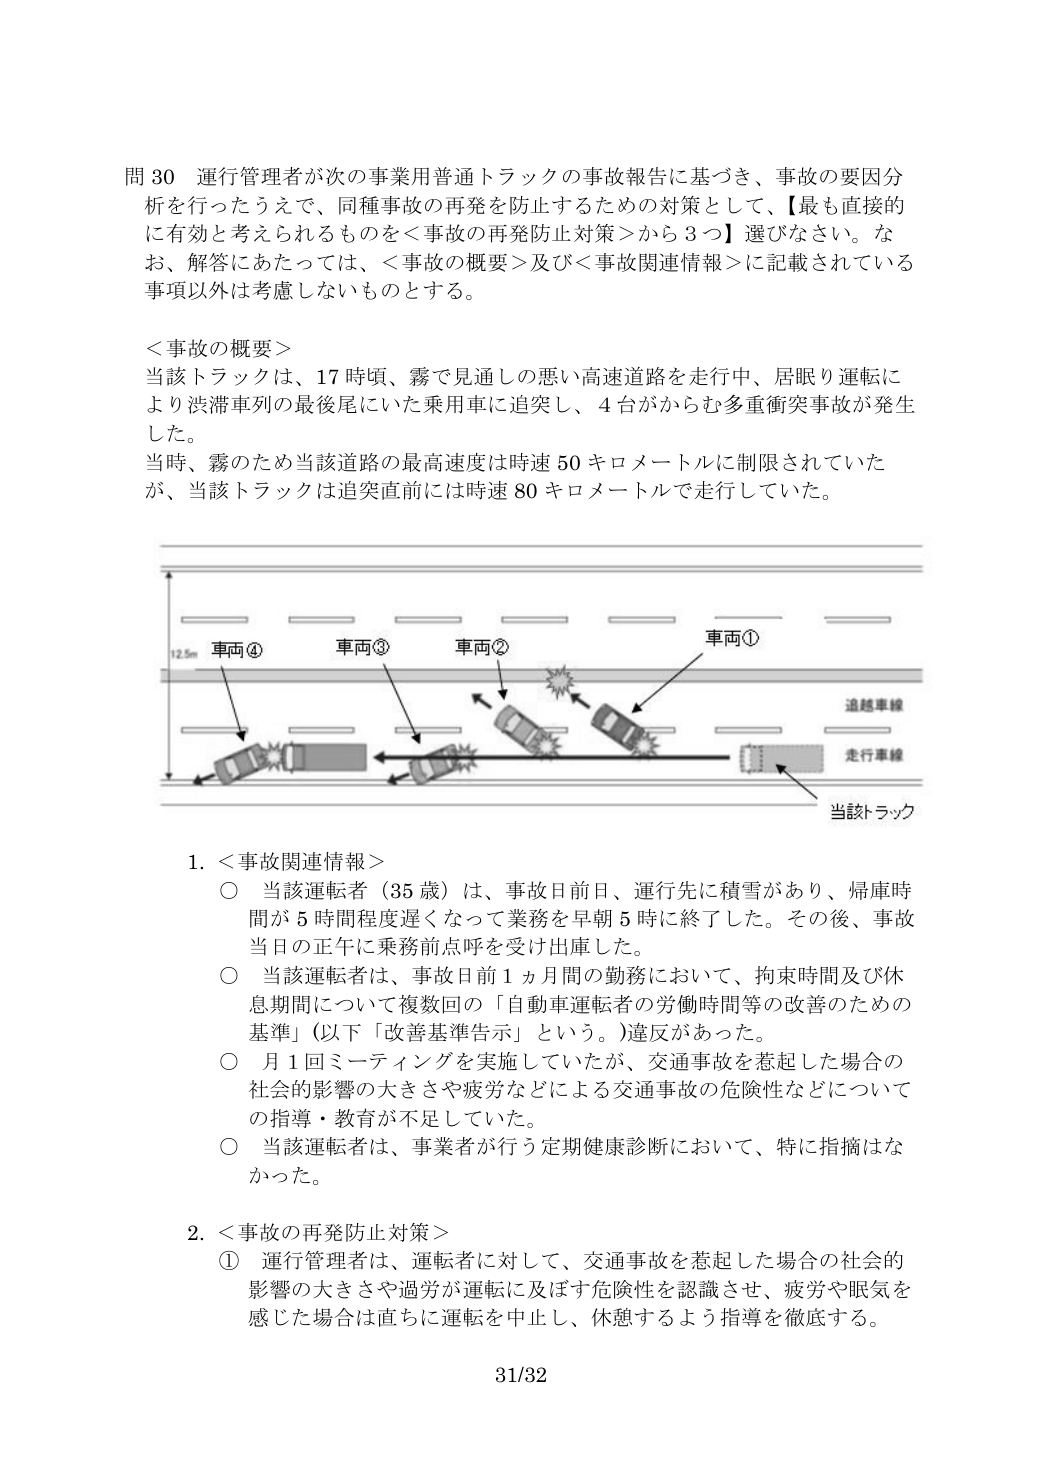 問 30　運行管理者が次の事業用普通トラックの事故報告に基づき、事故の要因分
析を行ったうえで、同種事故の再発を防止するための対策として、【最も直接的
に有効と考えられるものを＜事故の再発防止対策＞から３つ】選びなさい。な
お、解答にあたっては、＜事故の概要＞及び＜事故関連情報＞に記載されている
事項以外は考慮しないものとする。
＜事故の概要＞
当該トラックは、17 時頃、霧で見通しの悪い高速道路を走行中、居眠り運転に
より渋滞車列の最後尾にいた乗用車に追突し、４台がからむ多重衝突事故が発生
した。
当時、霧のため当該道路の最高速度は時速 50 キロメートルに制限されていた
が、当該トラックは追突直前には時速 80 キロメートルで走行していた。
12.5m
車両④
車両③
車両②
車両①
追越車線
走行車線
当該トラック
1. ＜事故関連情報＞
○　当該運転者（35 歳）は、事故日前日、運行先に積雪があり、帰庫時
間が 5 時間程度遅くなって業務を早朝 5 時に終了した。その後、事故
当日の正午に乗務前点呼を受け出庫した。
○　当該運転者は、事故日前 1 ヵ月間の勤務において、拘束時間及び休
息期間について複数回の「自動車運転者の労働時間等の改善のための
基準」(以下「改善基準告示」という。)違反があった。
○　月 1 回ミーティングを実施していたが、交通事故を惹起した場合の
社会的影響の大きさや疲労などによる交通事故の危険性などについて
の指導・教育が不足していた。
○　当該運転者は、事業者が行う定期健康診断において、特に指摘はな
かった。
2. ＜事故の再発防止対策＞
①　運行管理者は、運転者に対して、交通事故を惹起した場合の社会的
影響の大きさや過労が運転に及ぼす危険性を認識させ、疲労や眠気を
感じた場合は直ちに運転を中止し、休憩するよう指導を徹底する。
31/32